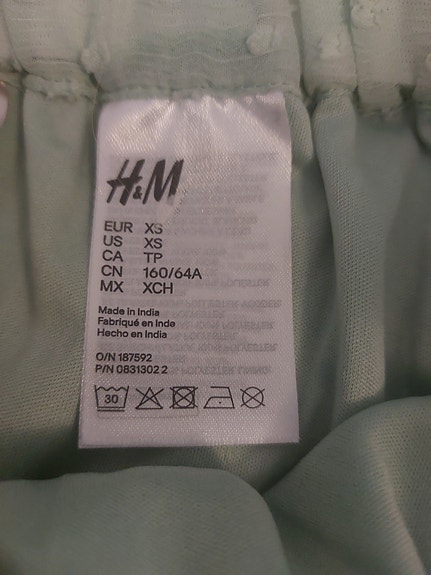 H&M
EUR XS
US XS
CA TP
CN 160/64A
MX XCH
Made in India
Fabriqué en Inde
Hecho en India
O/N 187592
P/N 0831302 2
30